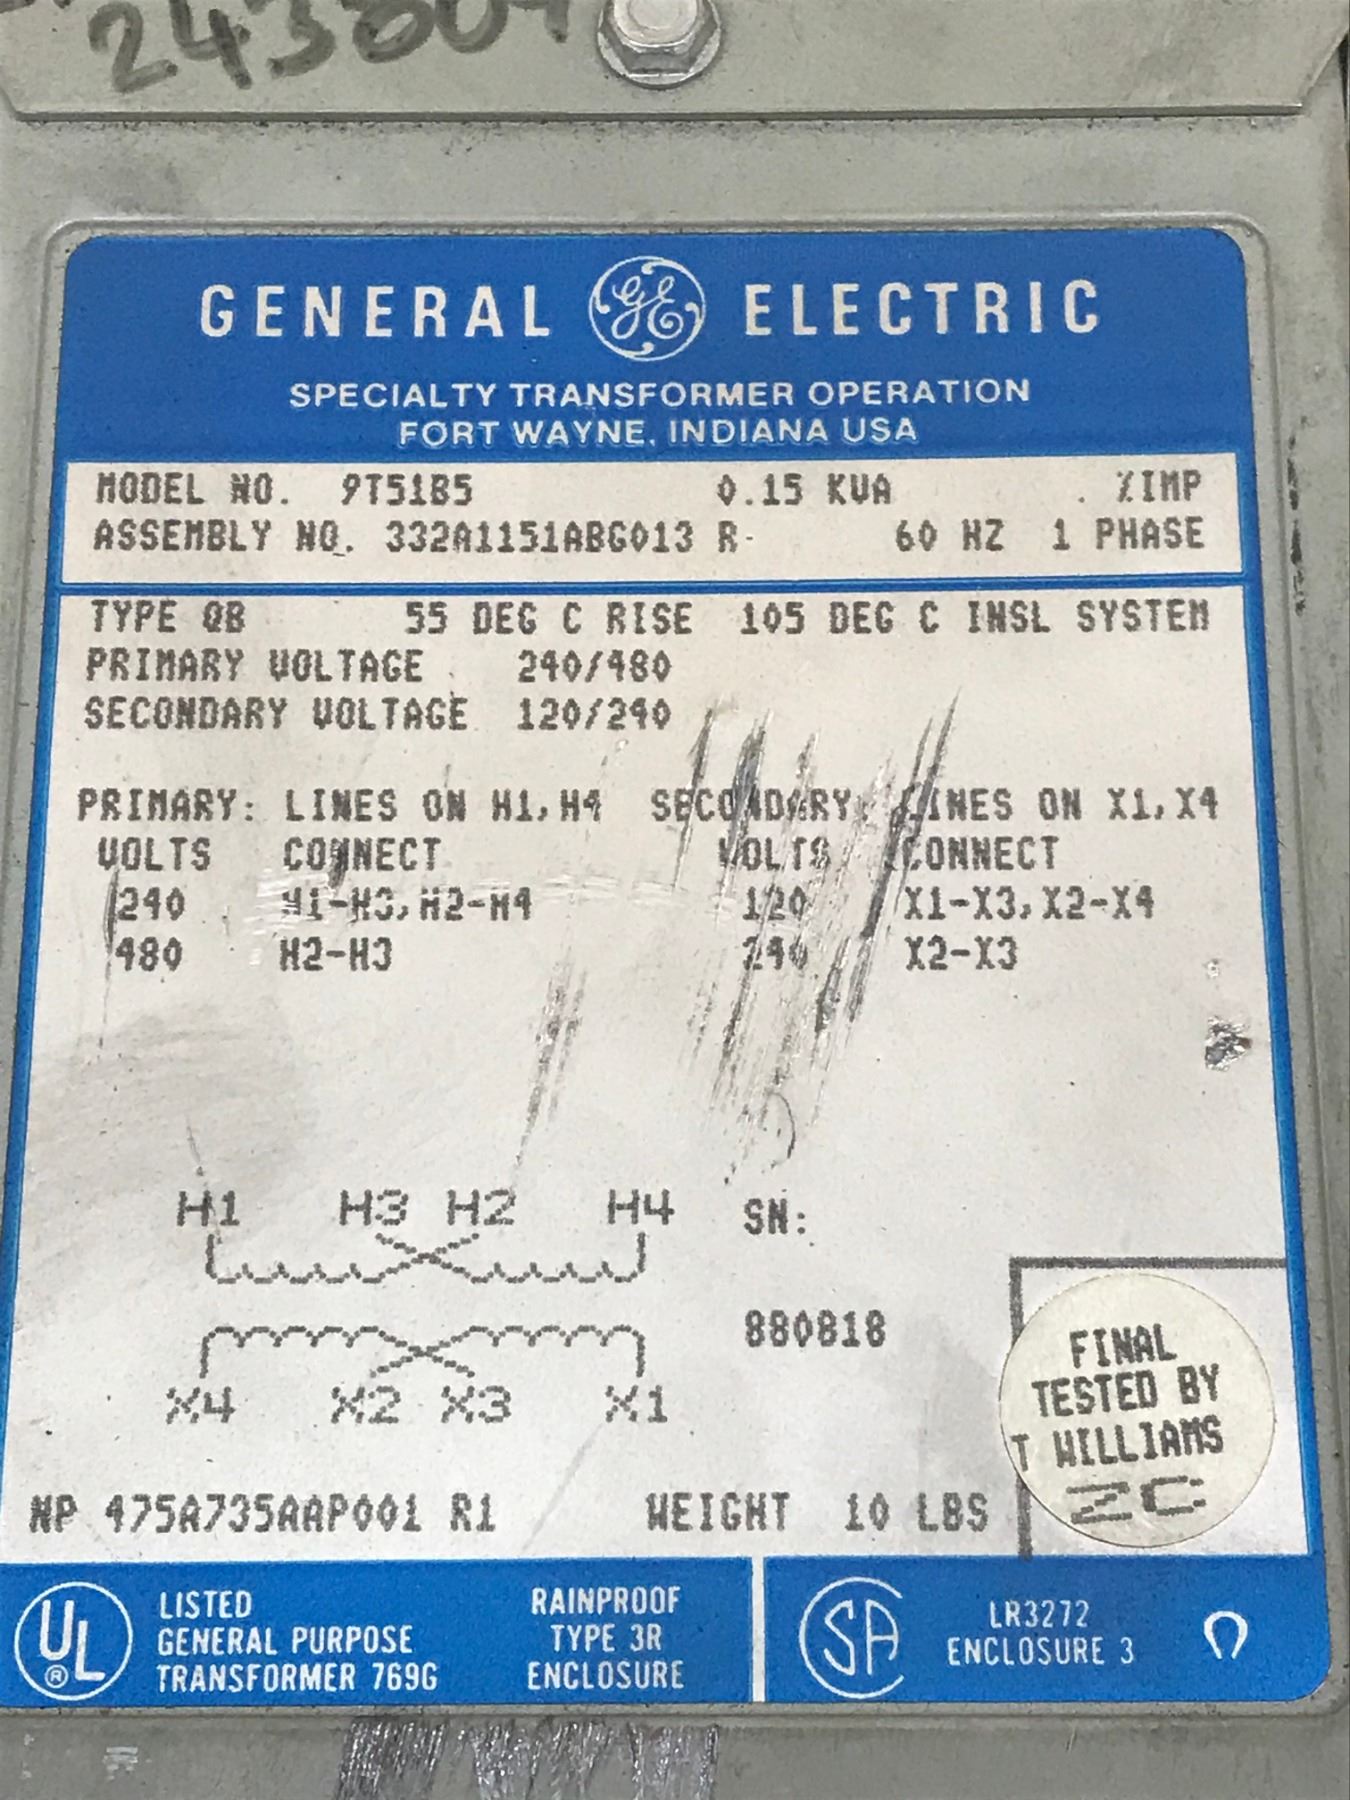 GENERAL GE ELECTRIC
SPECIALTY TRANSFORMER OPERATION
FORT WAYNE, INDIANA USA
MODEL NO. 9T51B5 0.15 KVA . %IMP
ASSEMBLY NO. 332A1151ABG013 R- 60 HZ 1 PHASE
TYPE QB 55 DEG C RISE 105 DEG C INSL SYSTEM
PRIMARY VOLTAGE 240/480
SECONDARY VOLTAGE 120/240
PRIMARY: LINES ON H1,H4 SECONDARY: LINES ON X1,X4
VOLTS CONNECT VOLTS CONNECT
240 H1-H3,H2-H4 120 X1-X3,X2-X4
480 H2-H3 240 X2-X3
H1 H3 H2 H4 SN:
880818
X4 X2 X3 X1
FINAL
TESTED BY
T WILLIAMS
ZC
NP 475A735AAP001 R1 WEIGHT 10 LBS
UL ® LISTED
GENERAL PURPOSE
TRANSFORMER 769G
RAINPROOF
TYPE 3R
ENCLOSURE
SA LR3272
ENCLOSURE 3